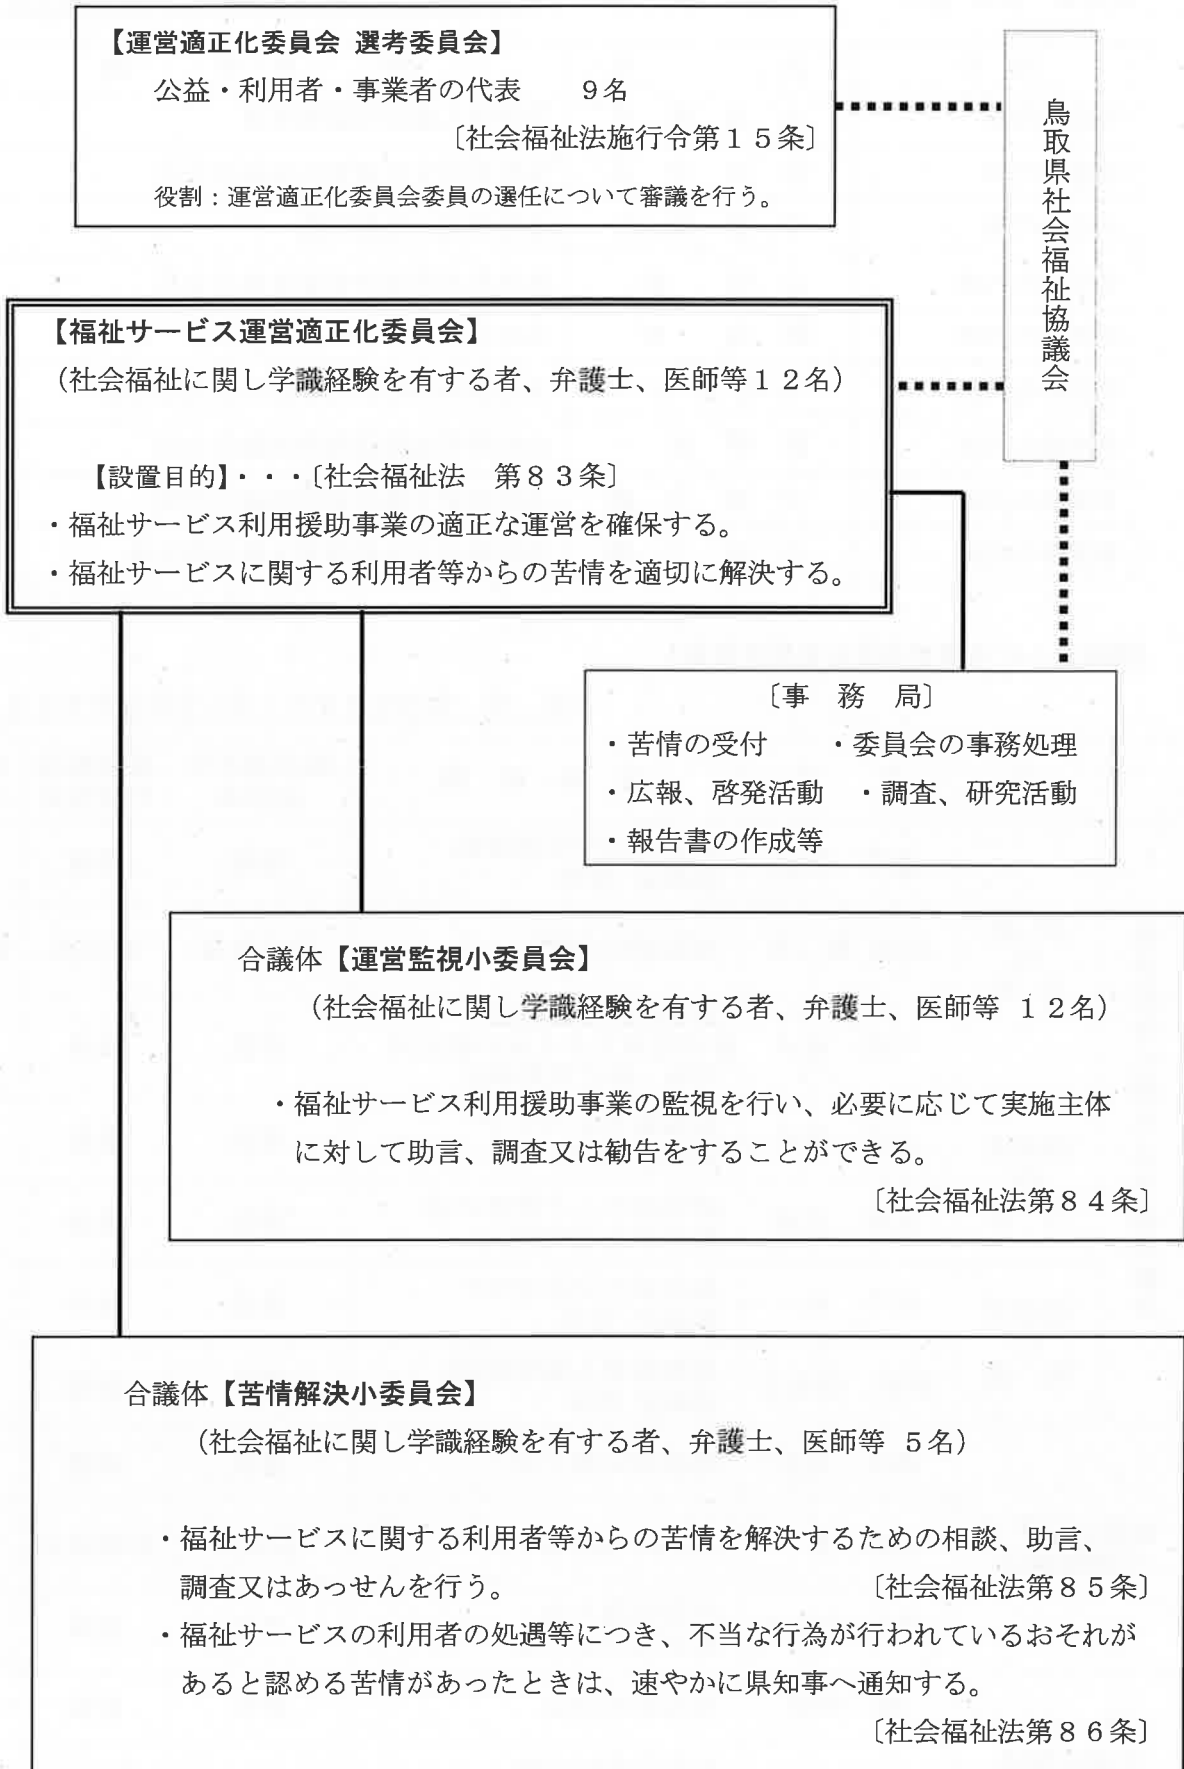 【運営適正化委員会 選考委員会】
公益・利用者・事業者の代表　　9名
〔社会福祉法施行令第１５条〕
役割：運営適正化委員会委員の選任について審議を行う。
鳥取県社会福祉協議会
【福祉サービス運営適正化委員会】
（社会福祉に関し学識経験を有する者、弁護士、医師等１２名）
【設置目的】・・・〔社会福祉法　第８３条〕
・福祉サービス利用援助事業の適正な運営を確保する。
・福祉サービスに関する利用者等からの苦情を適切に解決する。
〔事　務　局〕
・苦情の受付　　・委員会の事務処理
・広報、啓発活動　・調査、研究活動
・報告書の作成等
合議体【運営監視小委員会】
（社会福祉に関し学識経験を有する者、弁護士、医師等 １２名）
・福祉サービス利用援助事業の監視を行い、必要に応じて実施主体
に対して助言、調査又は勧告をすることができる。
〔社会福祉法第８４条〕
合議体【苦情解決小委員会】
（社会福祉に関し学識経験を有する者、弁護士、医師等 5名）
・福祉サービスに関する利用者等からの苦情を解決するための相談、助言、
調査又はあっせんを行う。　　〔社会福祉法第８５条〕
・福祉サービスの利用者の処遇等につき、不当な行為が行われているおそれが
あると認める苦情があったときは、速やかに県知事へ通知する。
〔社会福祉法第８６条〕